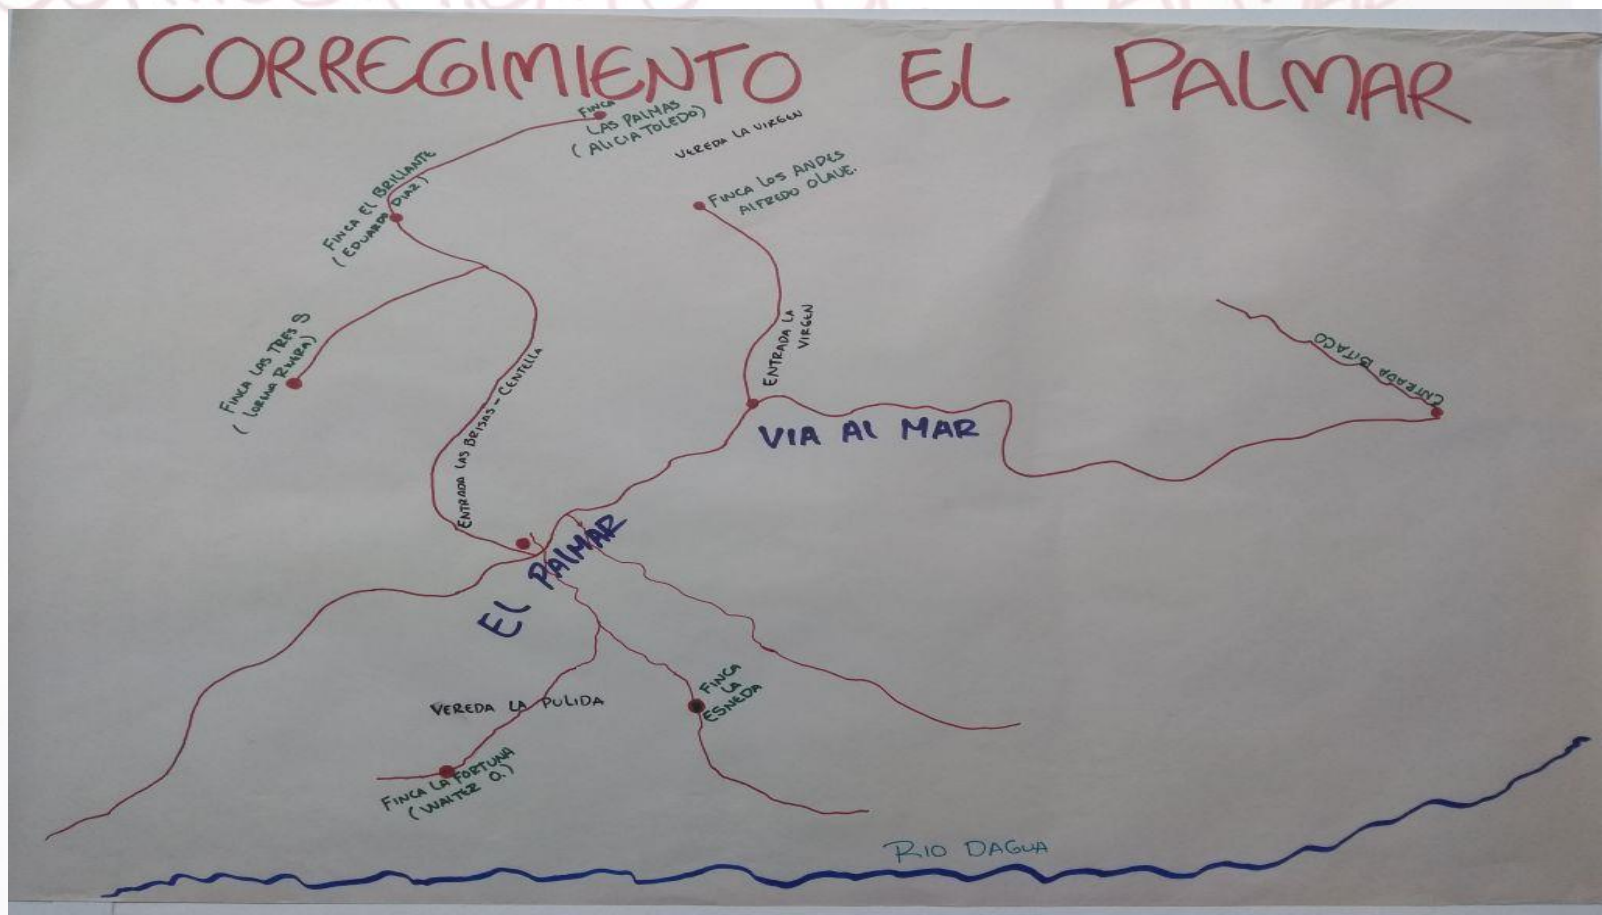 CORREGIMIENTO EL PALMAR
FINCA
LAS PALMAS
(ALICIA TOLEDO)
VEREDA LA VIRGEN
FINCA EL BRILLANTE
(EDUARDO DIAZ)
FINCA LOS ANDES
ALFREDO OLAVE.
FINCA LAS TRES S
(LORENA RIVERA)
ENTRADA LA
VIRGEN
ENTRADA BITACO
ENTRADA LAS BRISAS - CENTELLA
VIA AL MAR
EL PALMAR
VEREDA LA PULIDA
FINCA
LA
ESNEDA
FINCA LA FORTUNA
(WALTER O.)
RIO DAGUA